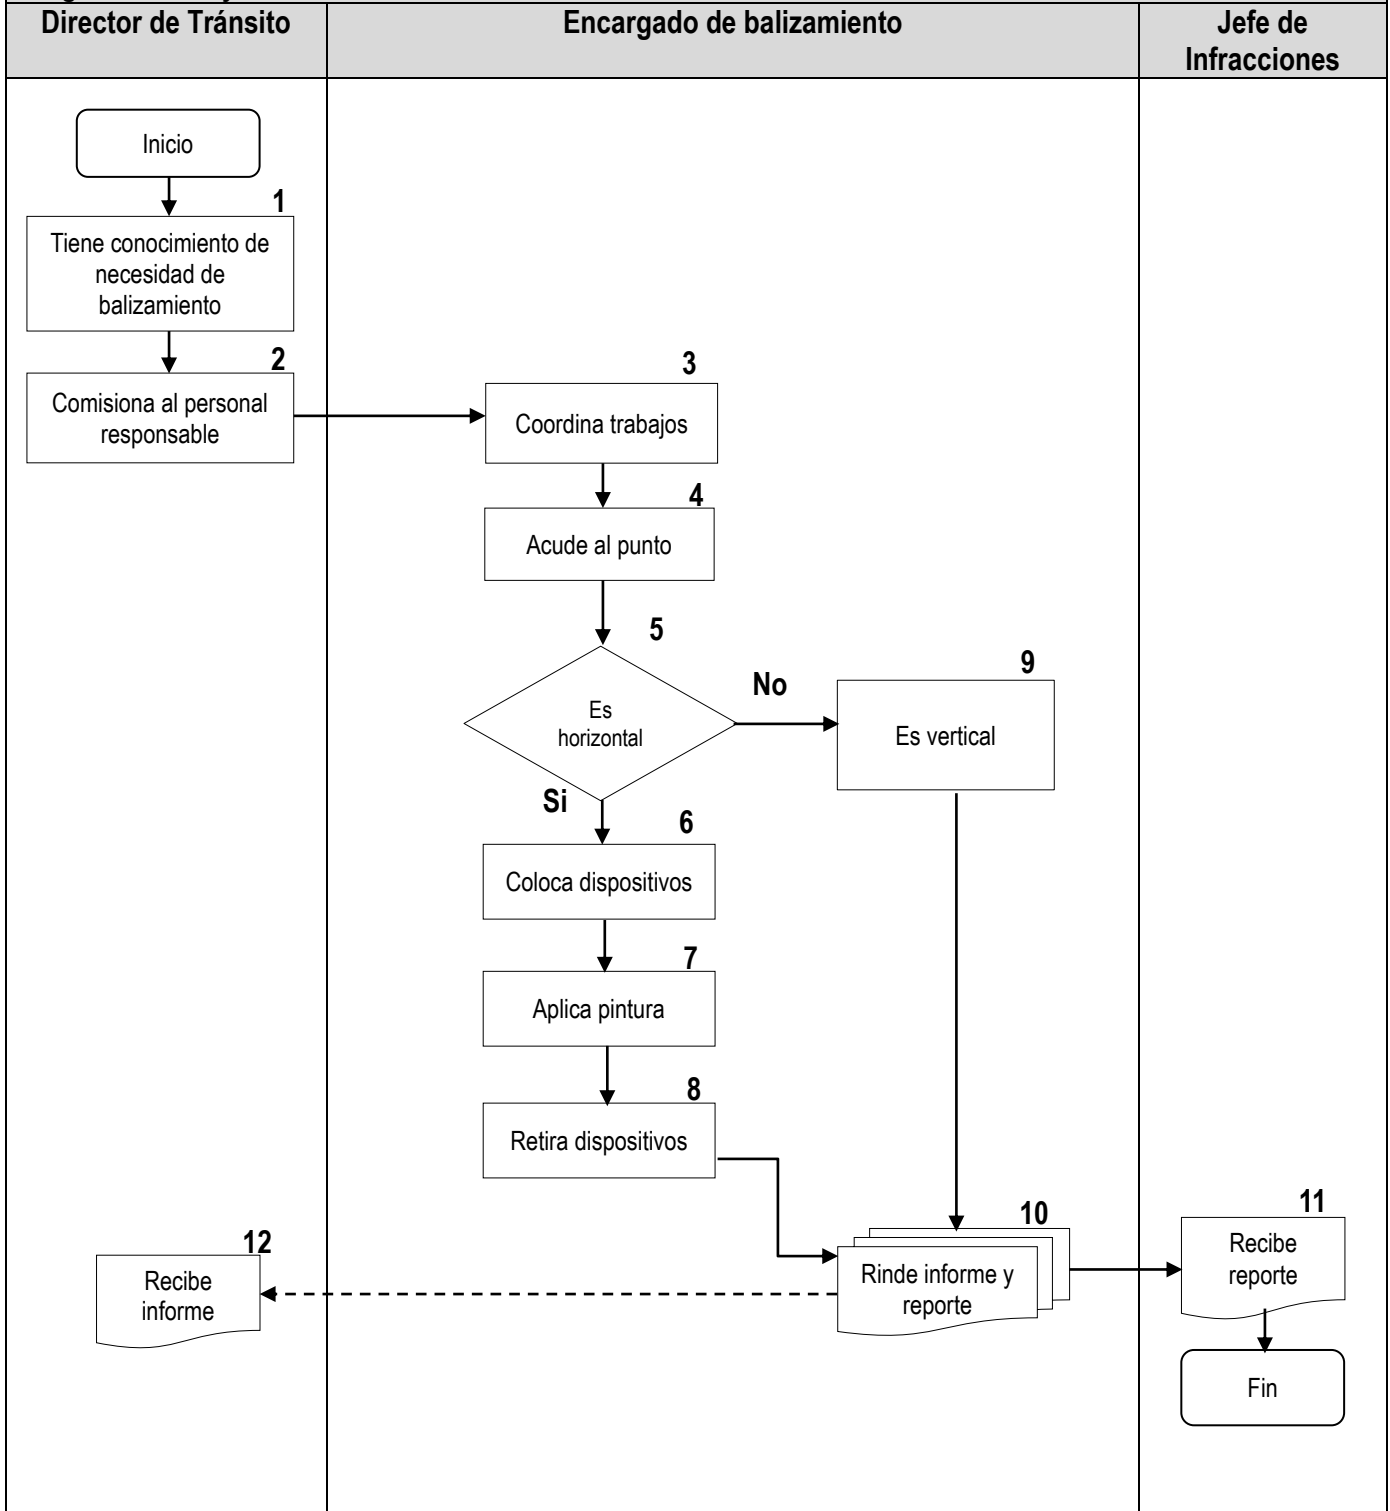 Director de Tránsito
Encargado de balizamiento
Jefe de
Infracciones
Inicio
1
Tiene conocimiento de
necesidad de
balizamiento
2
Comisiona al personal
responsable
3
Coordina trabajos
4
Acude al punto
5
Es
horizontal
No
9
Es vertical
Si
6
Coloca dispositivos
7
Aplica pintura
8
Retira dispositivos
10
Rinde informe y
reporte
11
Recibe
reporte
12
Recibe
informe
Fin